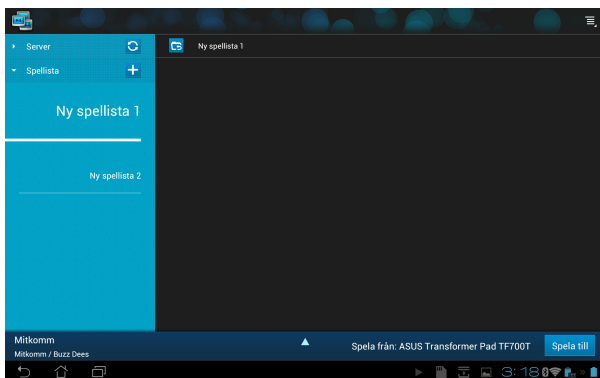 Server
Ny spellista 1
Spellista
Ny spellista 1
Ny spellista 2
Mitkomm
Mitkomm / Buzz Dees
Spela från: ASUS Transformer Pad TF700T
Spela till
3:18